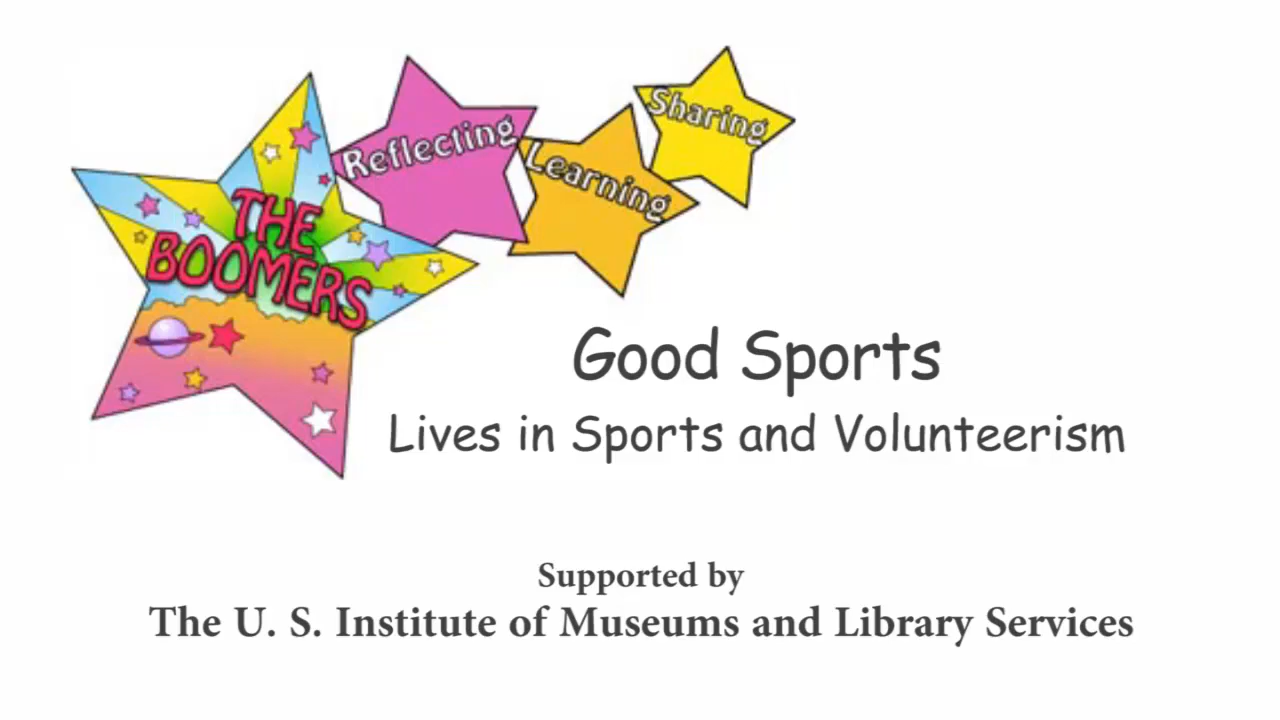 THE
BOOMERS
Reflecting
Learning
Sharing
Good Sports
Lives in Sports and Volunteerism
Supported by
The U. S. Institute of Museums and Library Services